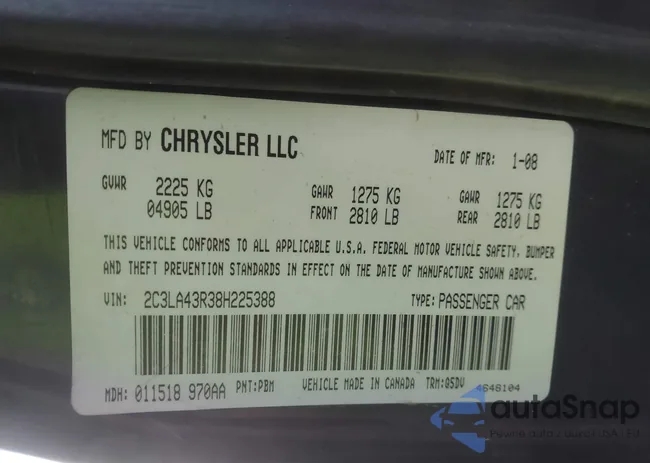 MFD BY CHRYSLER LLC DATE OF MFR: 1-08
GVWR 2225 KG GAWR 1275 KG GAWR 1275 KG
04905 LB FRONT 2810 LB REAR 2810 LB
THIS VEHICLE CONFORMS TO ALL APPLICABLE U.S.A. FEDERAL MOTOR VEHICLE SAFETY, BUMPER
AND THEFT PREVENTION STANDARDS IN EFFECT ON THE DATE OF MANUFACTURE SHOWN ABOVE.
VIN: 2C3LA43R38H225388 TYPE: PASSENGER CAR
MDH: 011518 970AA PNT: PBM VEHICLE MADE IN CANADA TRM: 05DV 4648104
autoSnap